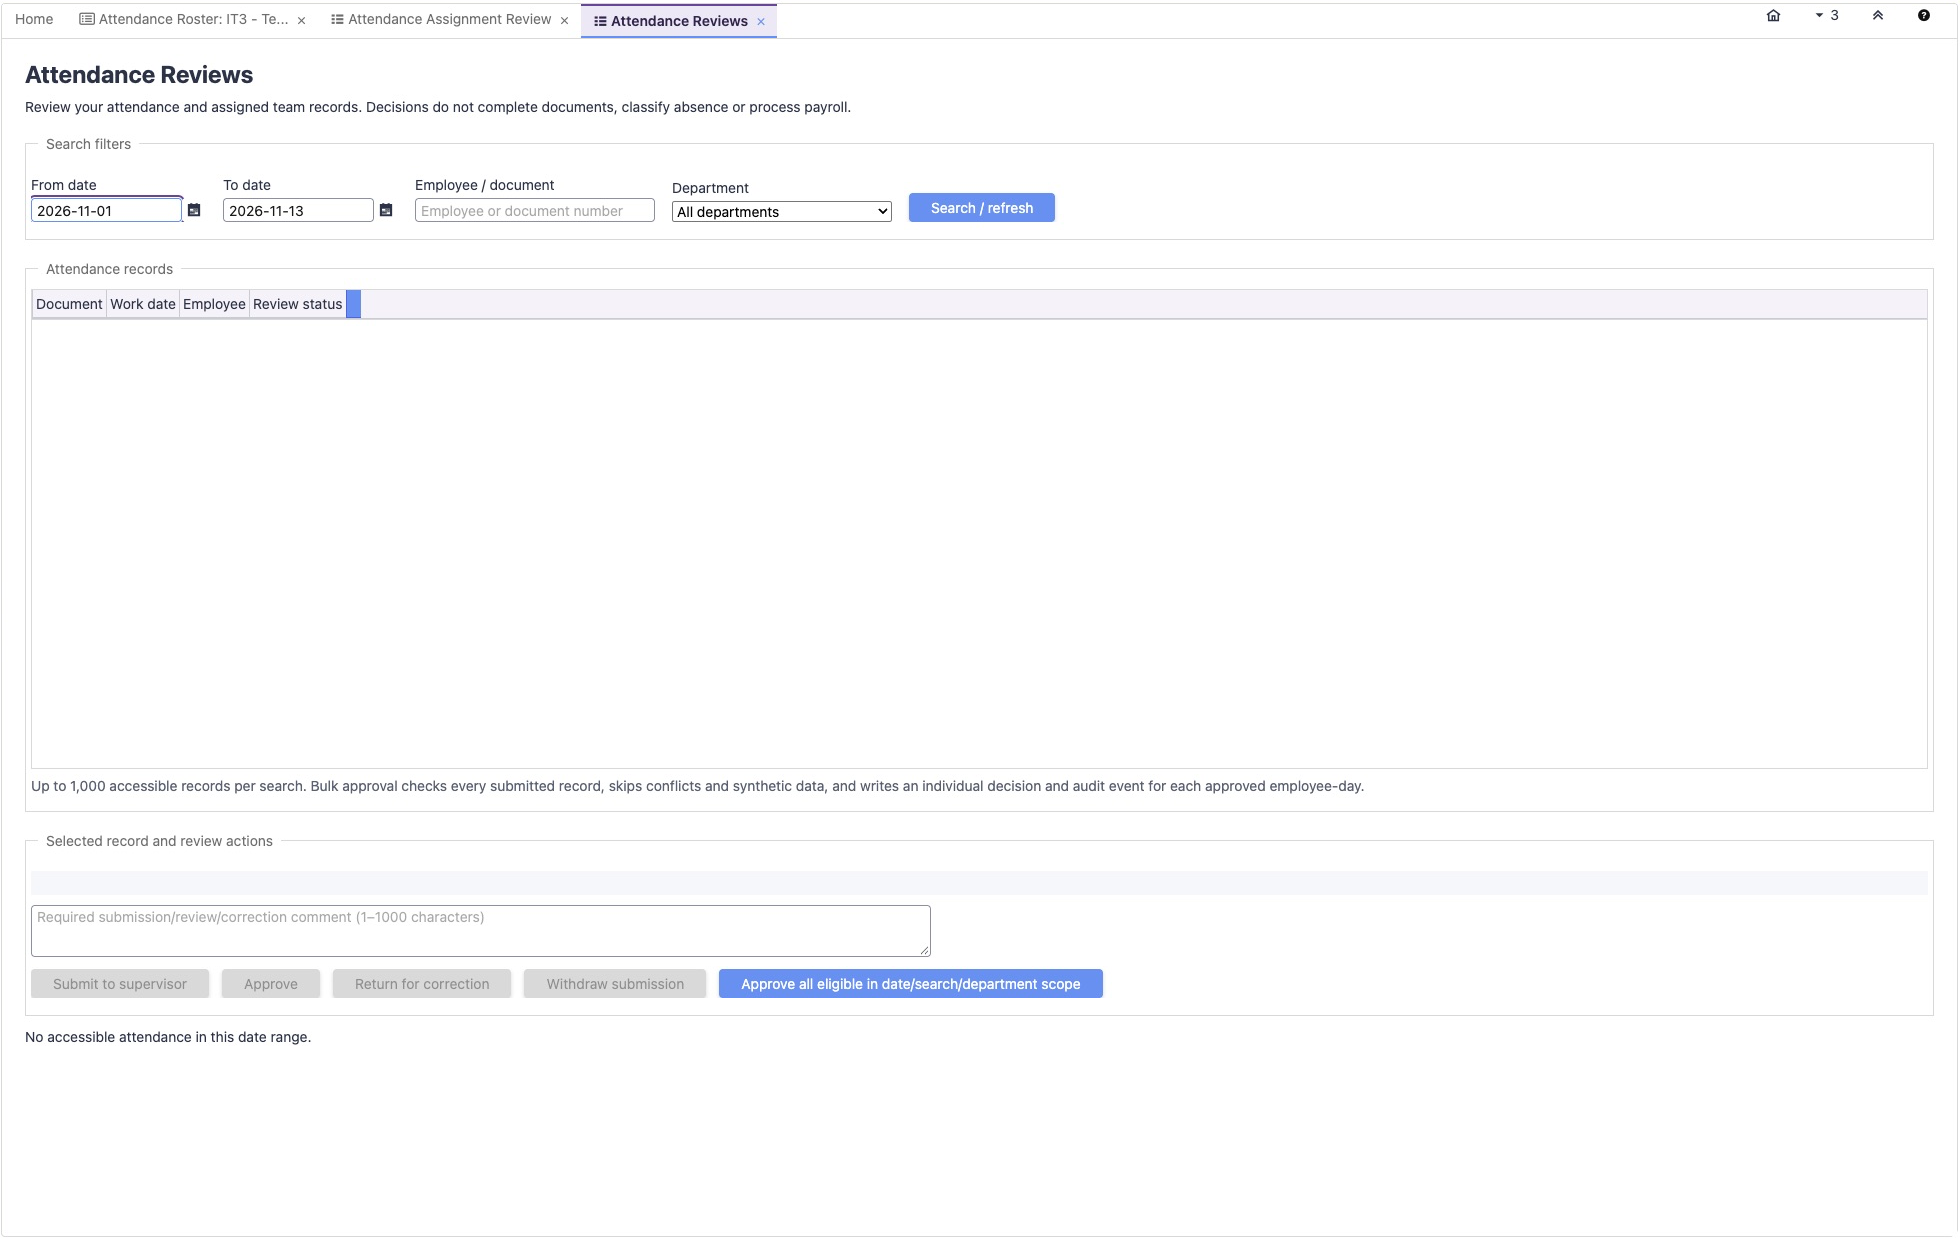 Home
Attendance Roster: IT3 - Te...
Attendance Assignment Review
Attendance Reviews
3
Attendance Reviews
Review your attendance and assigned team records. Decisions do not complete documents, classify absence or process payroll.
Search filters
From date
To date
Employee / document
Department
2026-11-01
2026-11-13
Employee or document number
All departments
Search / refresh
Attendance records
Document Work date Employee Review status
Up to 1,000 accessible records per search. Bulk approval checks every submitted record, skips conflicts and synthetic data, and writes an individual decision and audit event for each approved employee-day.
Selected record and review actions
Required submission/review/correction comment (1–1000 characters)
Submit to supervisor
Approve
Return for correction
Withdraw submission
Approve all eligible in date/search/department scope
No accessible attendance in this date range.